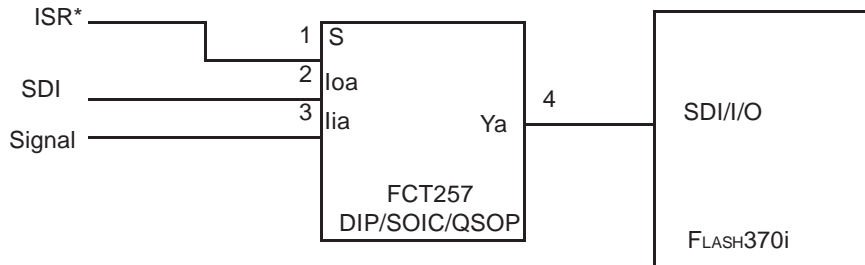 ISR*
1
S
2
Ioa
SDI
3
Iia
Signal
Ya
4
SDI/I/O
FCT257
DIP/SOIC/QSOP
FLASH370i